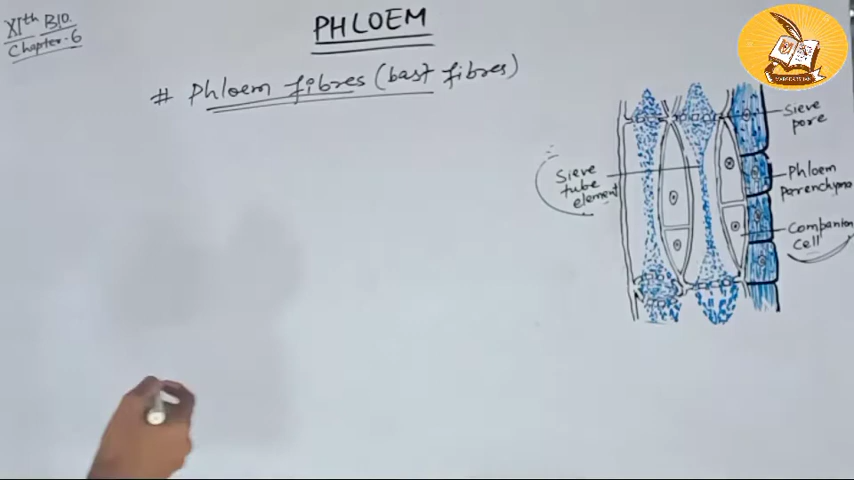 XIth BIO.
Chapter-6
PHLOEM
# Phloem fibres (bast fibres)
Sieve
pore
Sieve
tube
element
Phloem
parenchyma
Companion
cell